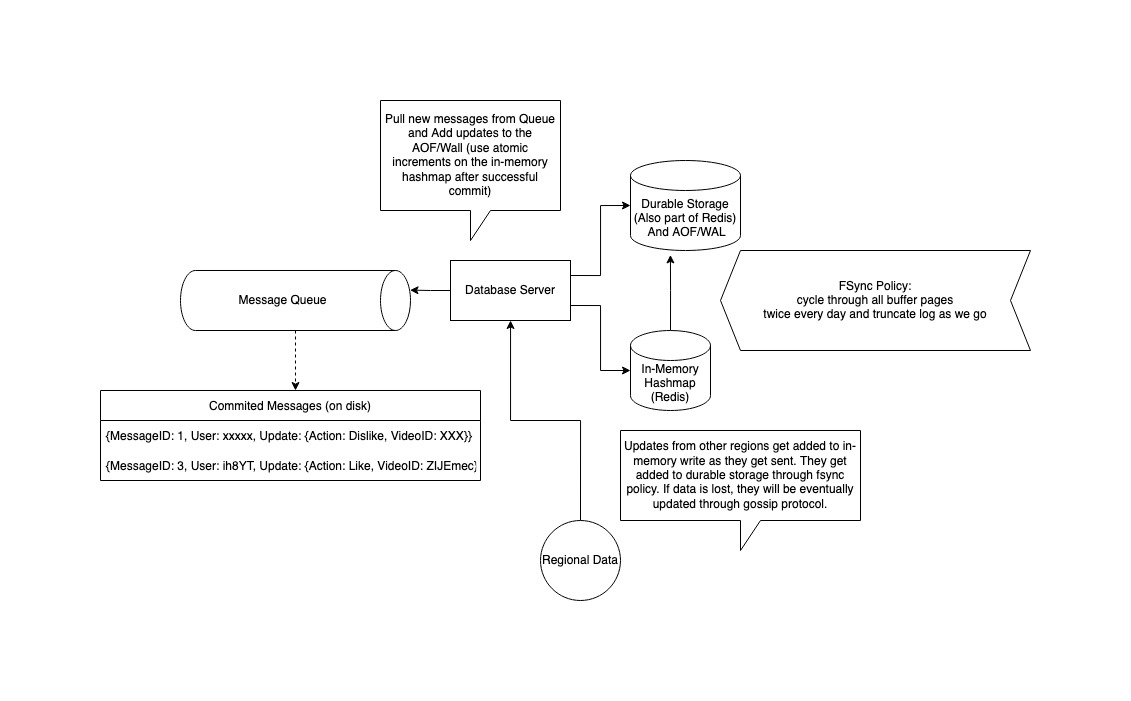 Pull new messages from Queue
and Add updates to the
AOF/Wall (use atomic
increments on the in-memory
hashmap after successful
commit)
Durable Storage
(Also part of Redis)
And AOF/WAL
Message Queue
Database Server
FSync Policy:
cycle through all buffer pages
twice every day and truncate log as we go
In-Memory
Hashmap
(Redis)
Commited Messages (on disk)
{MessageID: 1, User: xxxxx, Update: {Action: Dislike, VideoID: XXX}}
{MessageID: 3, User: ih8YT, Update: {Action: Like, VideoID: ZIJEmec}
Updates from other regions get added to in-
memory write as they get sent. They get
added to durable storage through fsync
policy. If data is lost, they will be eventually
updated through gossip protocol.
Regional Data